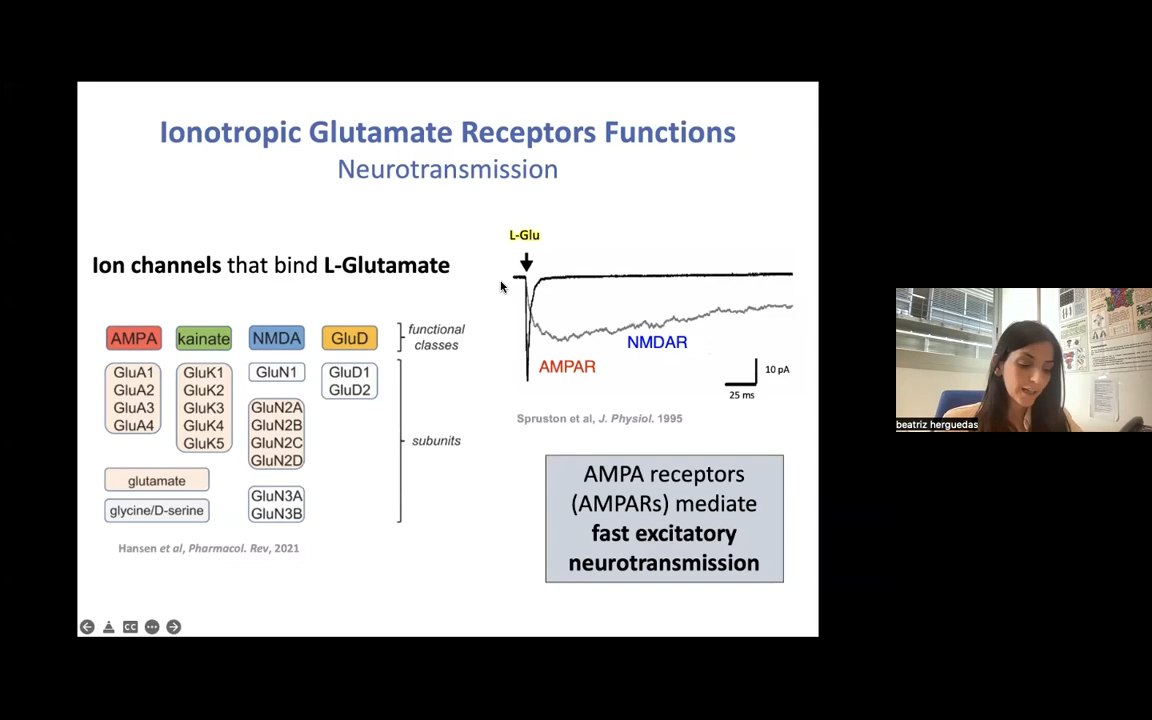 Ionotropic Glutamate Receptors Functions
Neurotransmission
Ion channels that bind L-Glutamate
AMPA
kainate
NMDA
GluD
functional
classes
GluA1
GluA2
GluA3
GluA4
GluK1
GluK2
GluK3
GluK4
GluK5
GluN1
GluN2A
GluN2B
GluN2C
GluN2D
GluN3A
GluN3B
GluD1
GluD2
subunits
glutamate
glycine/D-serine
Hansen et al, Pharmacol. Rev, 2021
L-Glu
NMDAR
AMPAR
10 pA
25 ms
Spruston et al, J. Physiol. 1995
AMPA receptors
(AMPARs) mediate
fast excitatory
neurotransmission
CC
beatriz herguedas